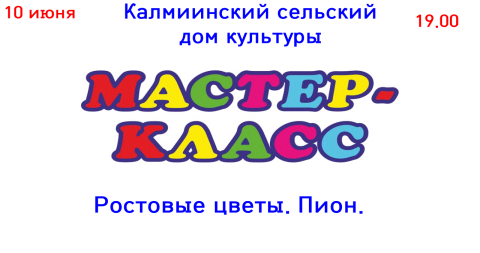 10 июня
Калмиинский сельский
дом культуры
19.00
МАСТЕР-
КЛАСС
Ростовые цветы. Пион.